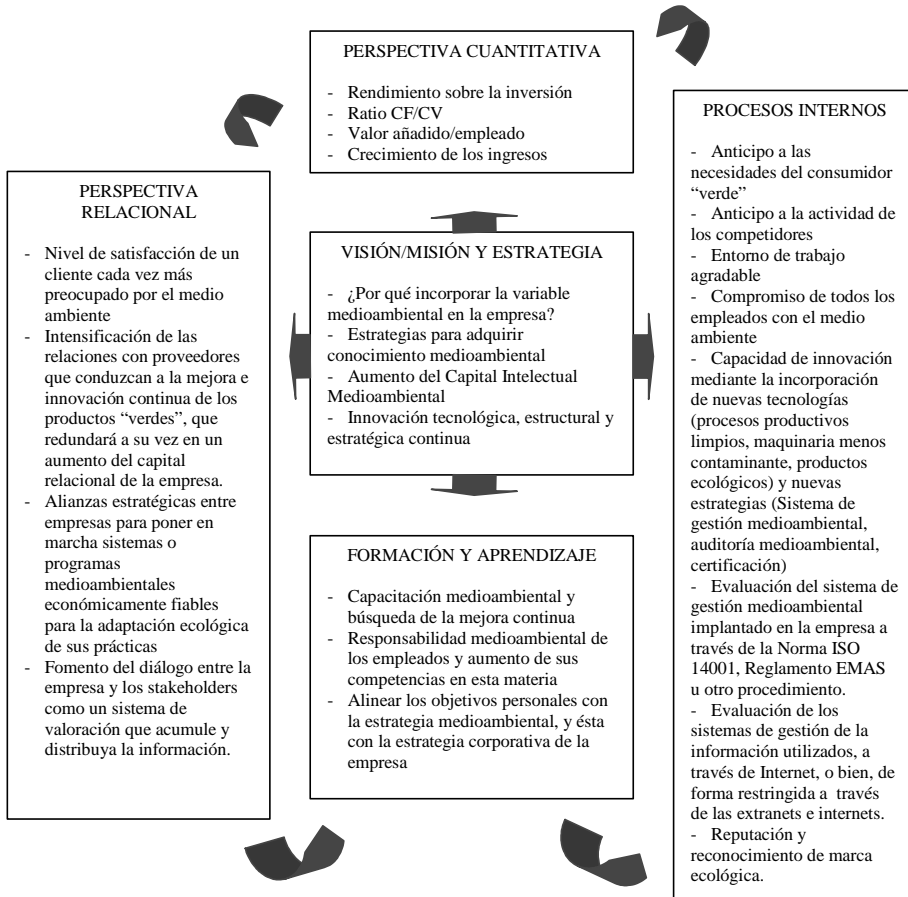 PERSPECTIVA CUANTITATIVA
- Rendimiento sobre la inversión
- Ratio CF/CV
- Valor añadido/empleado
- Crecimiento de los ingresos
PERSPECTIVA
RELACIONAL
- Nivel de satisfacción de un
cliente cada vez más
preocupado por el medio
ambiente
- Intensificación de las
relaciones con proveedores
que conduzcan a la mejora e
innovación continua de los
productos “verdes”, que
redundará a su vez en un
aumento del capital
relacional de la empresa.
- Alianzas estratégicas entre
empresas para poner en
marcha sistemas o
programas
medioambientales
económicamente fiables
para la adaptación ecológica
de sus prácticas
- Fomento del diálogo entre la
empresa y los stakeholders
como un sistema de
valoración que acumule y
distribuya la información.
VISIÓN/MISIÓN Y ESTRATEGIA
- ¿Por qué incorporar la variable
medioambiental en la empresa?
- Estrategias para adquirir
conocimiento medioambiental
- Aumento del Capital Intelectual
Medioambiental
- Innovación tecnológica, estructural y
estratégica continua
FORMACIÓN Y APRENDIZAJE
- Capacitación medioambiental y
búsqueda de la mejora continua
- Responsabilidad medioambiental de
los empleados y aumento de sus
competencias en esta materia
- Alinear los objetivos personales con
la estrategia medioambiental, y ésta
con la estrategia corporativa de la
empresa
PROCESOS INTERNOS
- Anticipo a las
necesidades del consumidor
“verde”
- Anticipo a la actividad de
los competidores
- Entorno de trabajo
agradable
- Compromiso de todos los
empleados con el medio
ambiente
- Capacidad de innovación
mediante la incorporación
de nuevas tecnologías
(procesos productivos
limpios, maquinaria menos
contaminante, productos
ecológicos) y nuevas
estrategias (Sistema de
gestión medioambiental,
auditoría medioambiental,
certificación)
- Evaluación del sistema de
gestión medioambiental
implantado en la empresa a
través de la Norma ISO
14001, Reglamento EMAS
u otro procedimiento.
- Evaluación de los
sistemas de gestión de la
información utilizados, a
través de Internet, o bien, de
forma restringida a través
de las extranets e internets.
- Reputación y
reconocimiento de marca
ecológica.